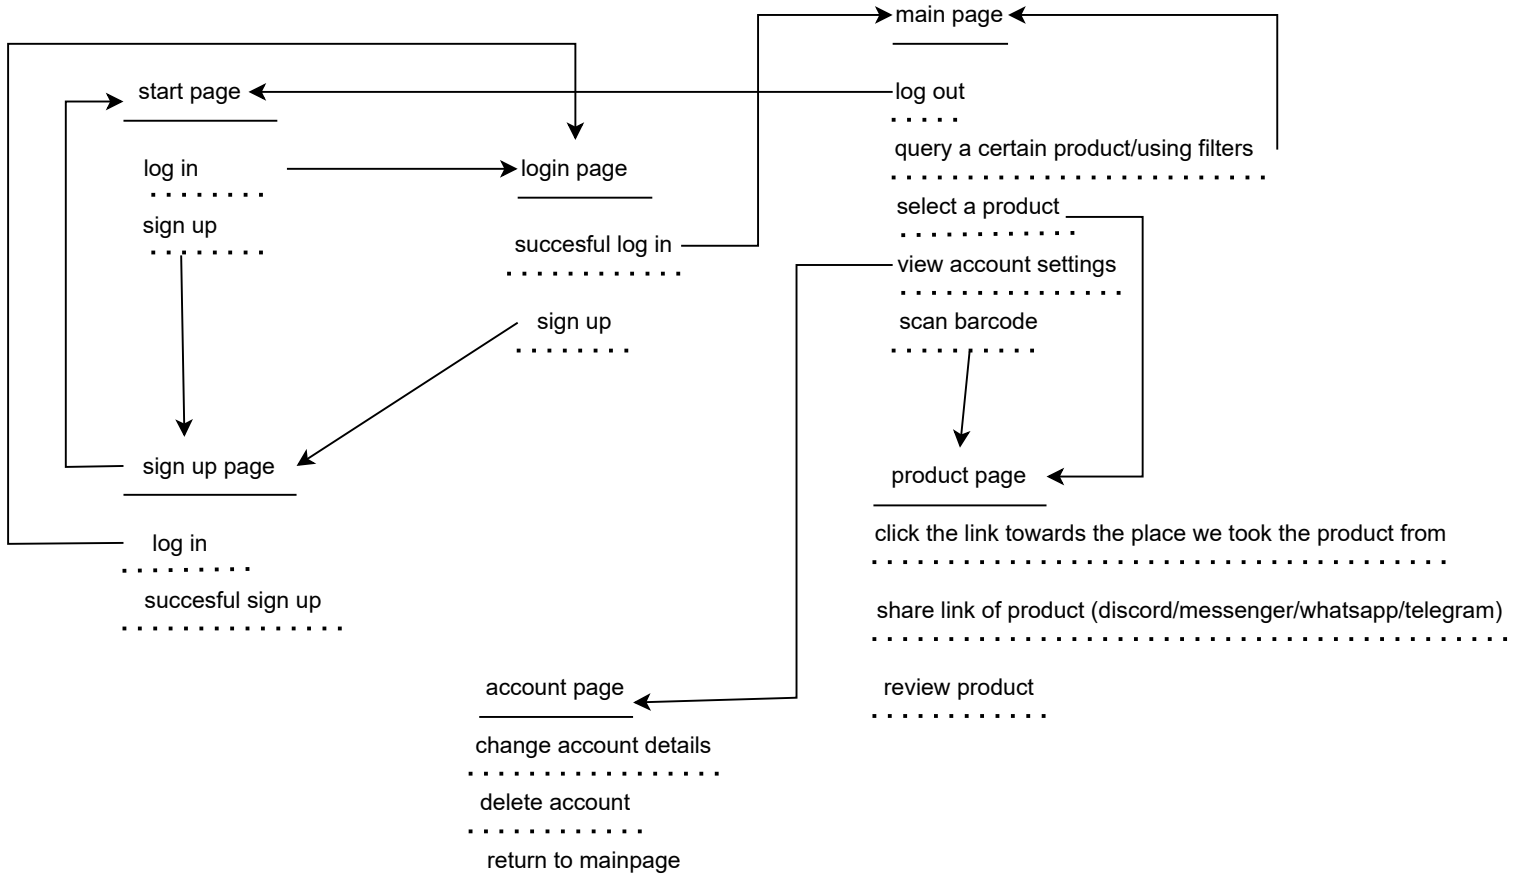 main page
start page
log out
query a certain product/using filters
log in
login page
select a product
sign up
succesful log in
view account settings
sign up
scan barcode
sign up page
product page
log in
click the link towards the place we took the product from
succesful sign up
share link of product (discord/messenger/whatsapp/telegram)
account page
review product
change account details
delete account
return to mainpage